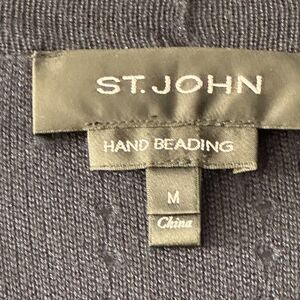 ST. JOHN
HAND BEADING
M
China